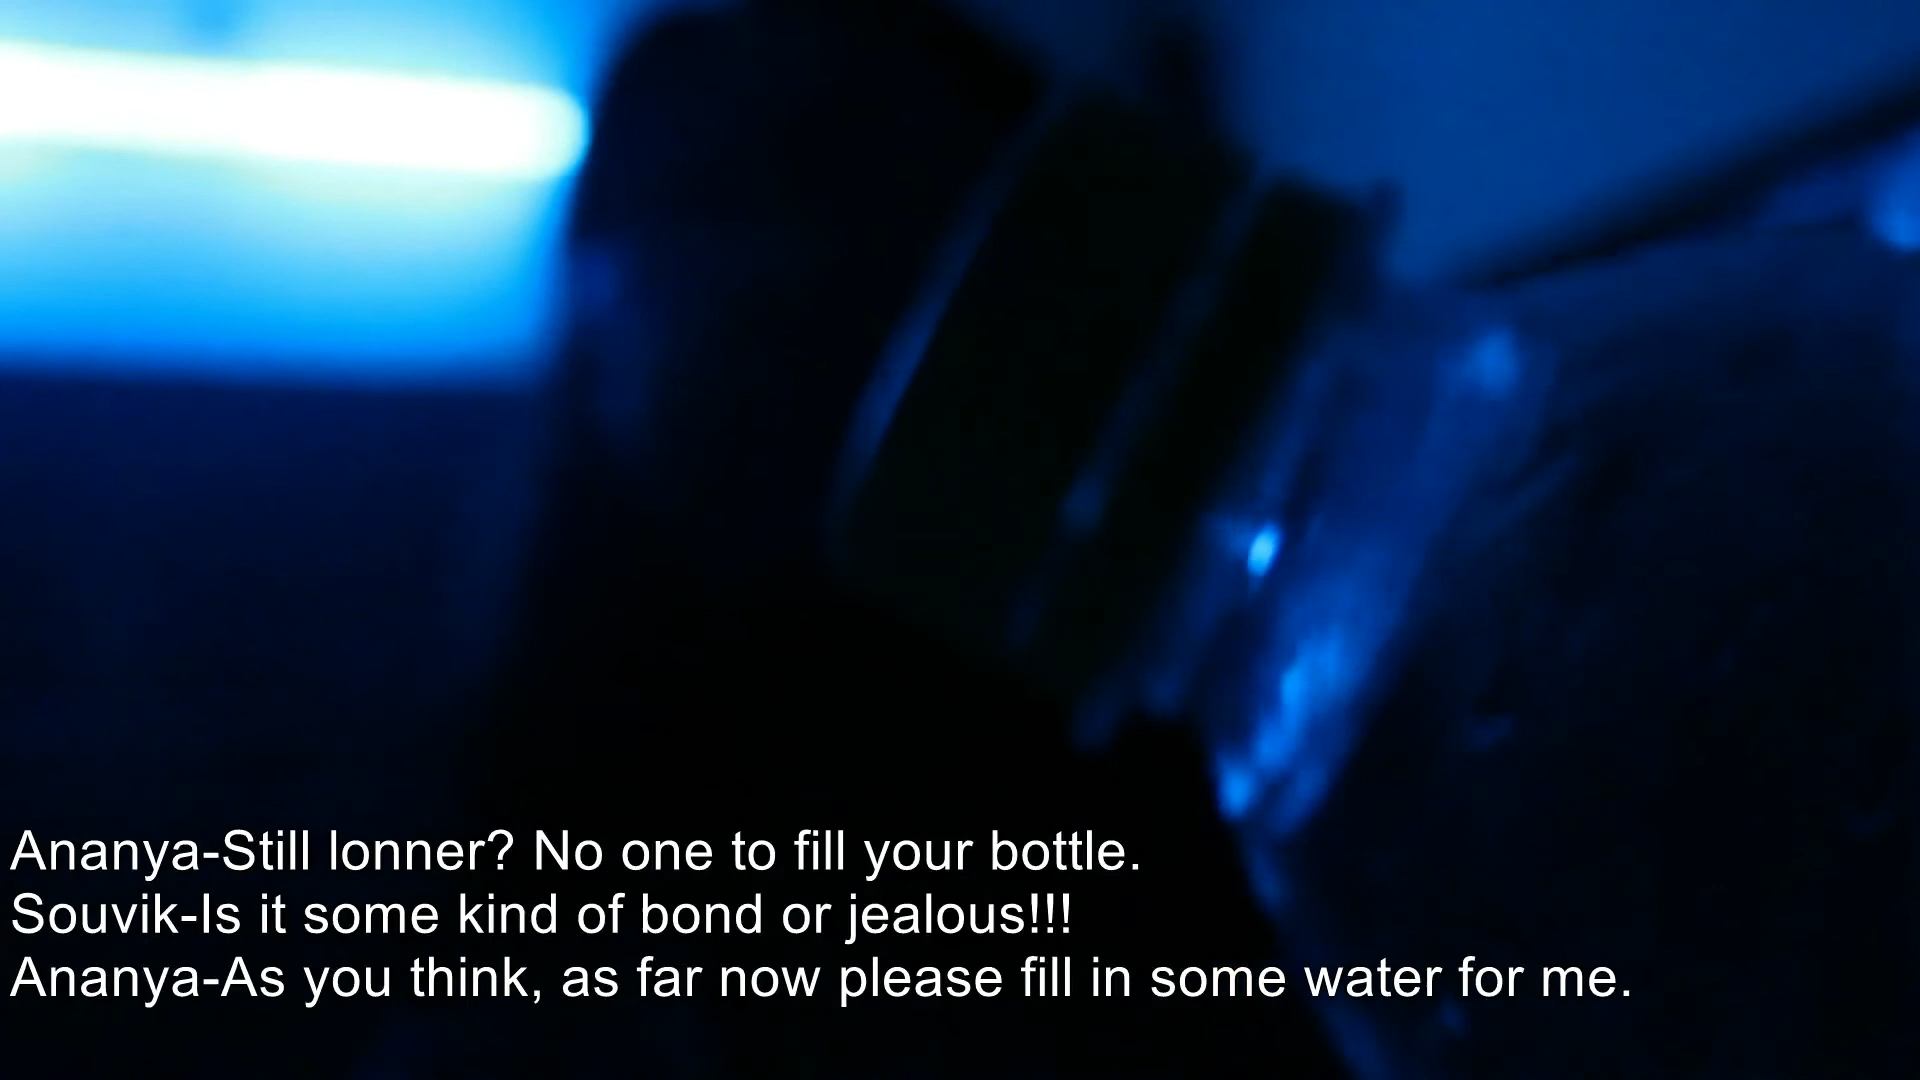 Ananya-Still lonner? No one to fill your bottle.
Souvik-Is it some kind of bond or jealous!!!
Ananya-As you think, as far now please fill in some water for me.